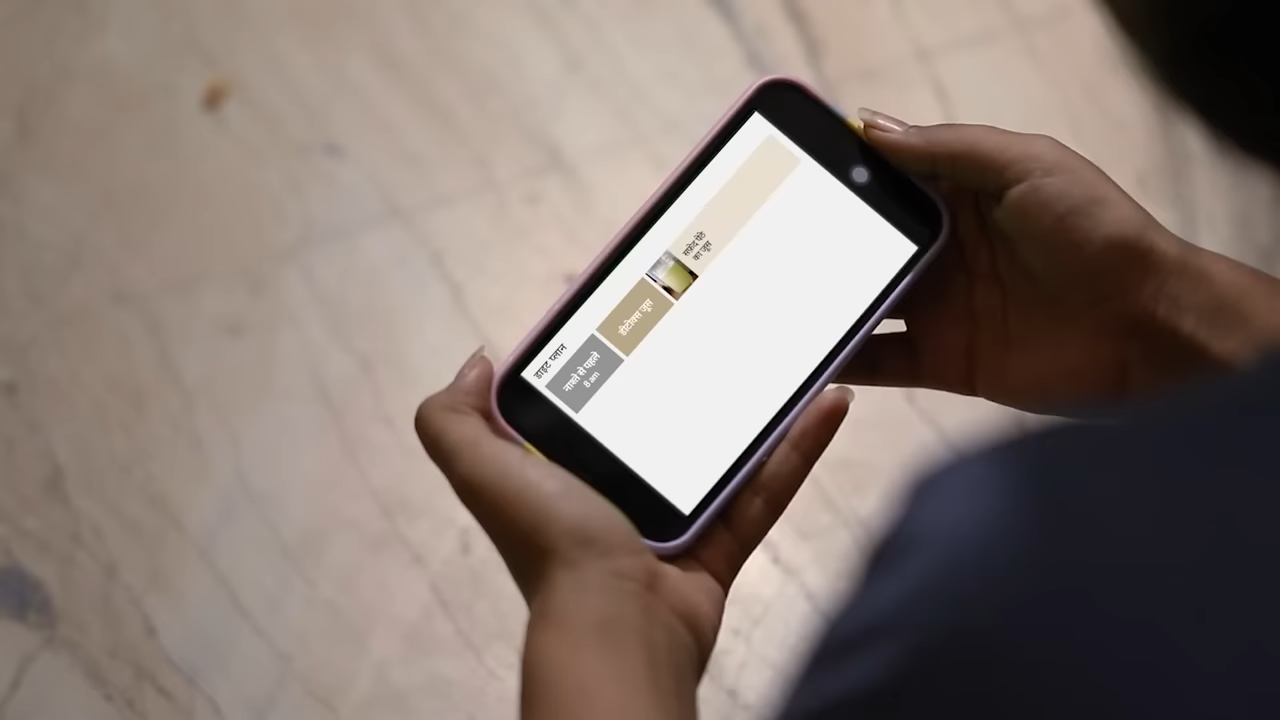 डाइट प्लान
नाश्ते से पहले
8 am
डीटोक्स जूस
सफ़ेद पेठे
का जूस